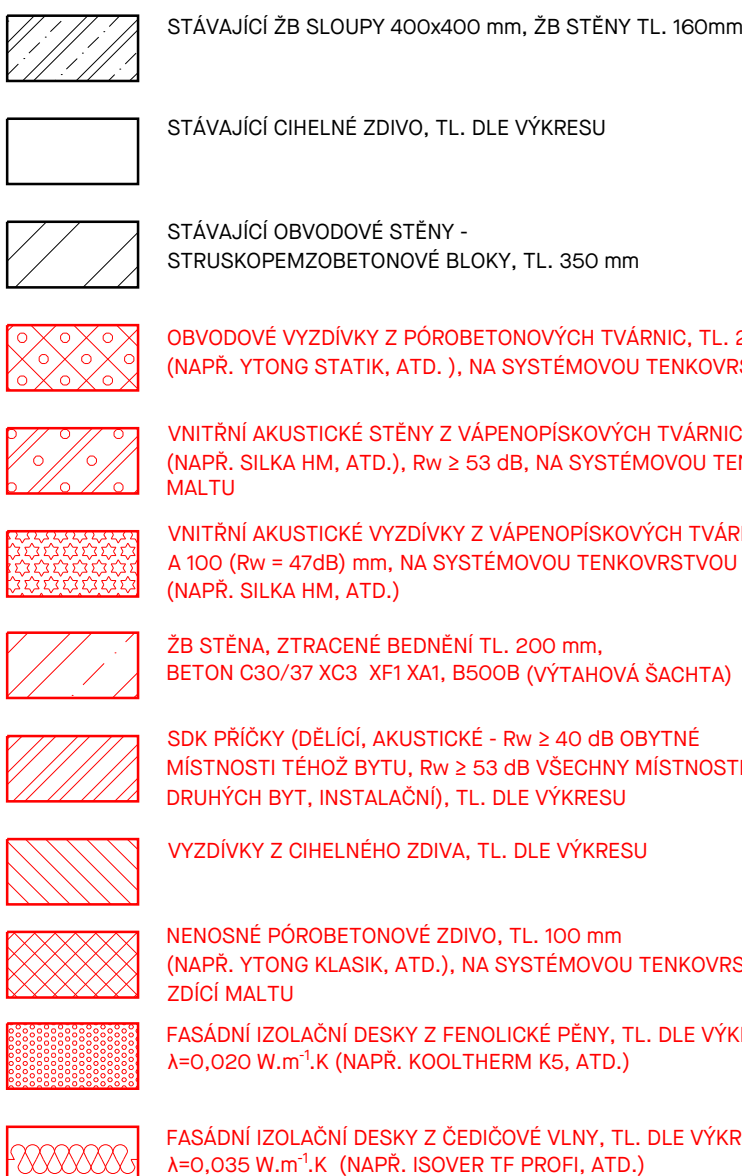 STÁVAJÍCÍ ŽB SLOUPY 400x400 mm, ŽB STĚNY TL. 160mm
STÁVAJÍCÍ CIHELNÉ ZDIVO, TL. DLE VÝKRESU
STÁVAJÍCÍ OBVODOVÉ STĚNY -
STRUSKOPEMZOBETONOVÉ BLOKY, TL. 350 mm
OBVODOVÉ VYZDÍVKY Z PÓROBETONOVÝCH TVÁRNIC, TL.
(NAPŘ. YTONG STATIK, ATD. ), NA SYSTÉMOVOU
VNITŘNÍ AKUSTICKÉ STĚNY Z VÁPENOPÍSKOVÝCH TVÁRNIC
(NAPŘ. SILKA HM, ATD.), Rw ≥ 53 dB, NA SYSTÉMOVOU
MALTU
VNITŘNÍ AKUSTICKÉ VYZDÍVKY Z VÁPENOPÍSKOVÝCH
A 100 (Rw = 47dB) mm, NA SYSTÉMOVOU TENKOVRSTVOU
(NAPŘ. SILKA HM, ATD.)
ŽB STĚNA, ZTRACENÉ BEDNĚNÍ TL. 200 mm,
BETON C30/37 XC3 XF1 XA1, B500B (VÝTAHOVÁ ŠACHTA)
SDK PŘÍČKY (DĚLÍCÍ, AKUSTICKÉ - Rw ≥ 40 dB OBYTNÉ
MÍSTNOSTI TÉHOŽ BYTU, Rw ≥ 53 dB VŠECHNY MÍSTNOSTI
DRUHÝCH BYT, INSTALAČNÍ), TL. DLE VÝKRESU
VYZDÍVKY Z CIHELNÉHO ZDIVA, TL. DLE VÝKRESU
NENOSNÉ PÓROBETONOVÉ ZDIVO, TL. 100 mm
(NAPŘ. YTONG KLASIK, ATD.), NA SYSTÉMOVOU
ZDÍCÍ MALTU
FASÁDNÍ IZOLAČNÍ DESKY Z FENOLICKÉ PĚNY, TL. DLE
λ=0,020 W.m⁻¹.K (NAPŘ. KOOLTHERM K5, ATD.)
FASÁDNÍ IZOLAČNÍ DESKY Z ČEDIČOVÉ VLNY, TL. DLE
λ=0,035 W.m⁻¹.K (NAPŘ. ISOVER TF PROFI, ATD.)